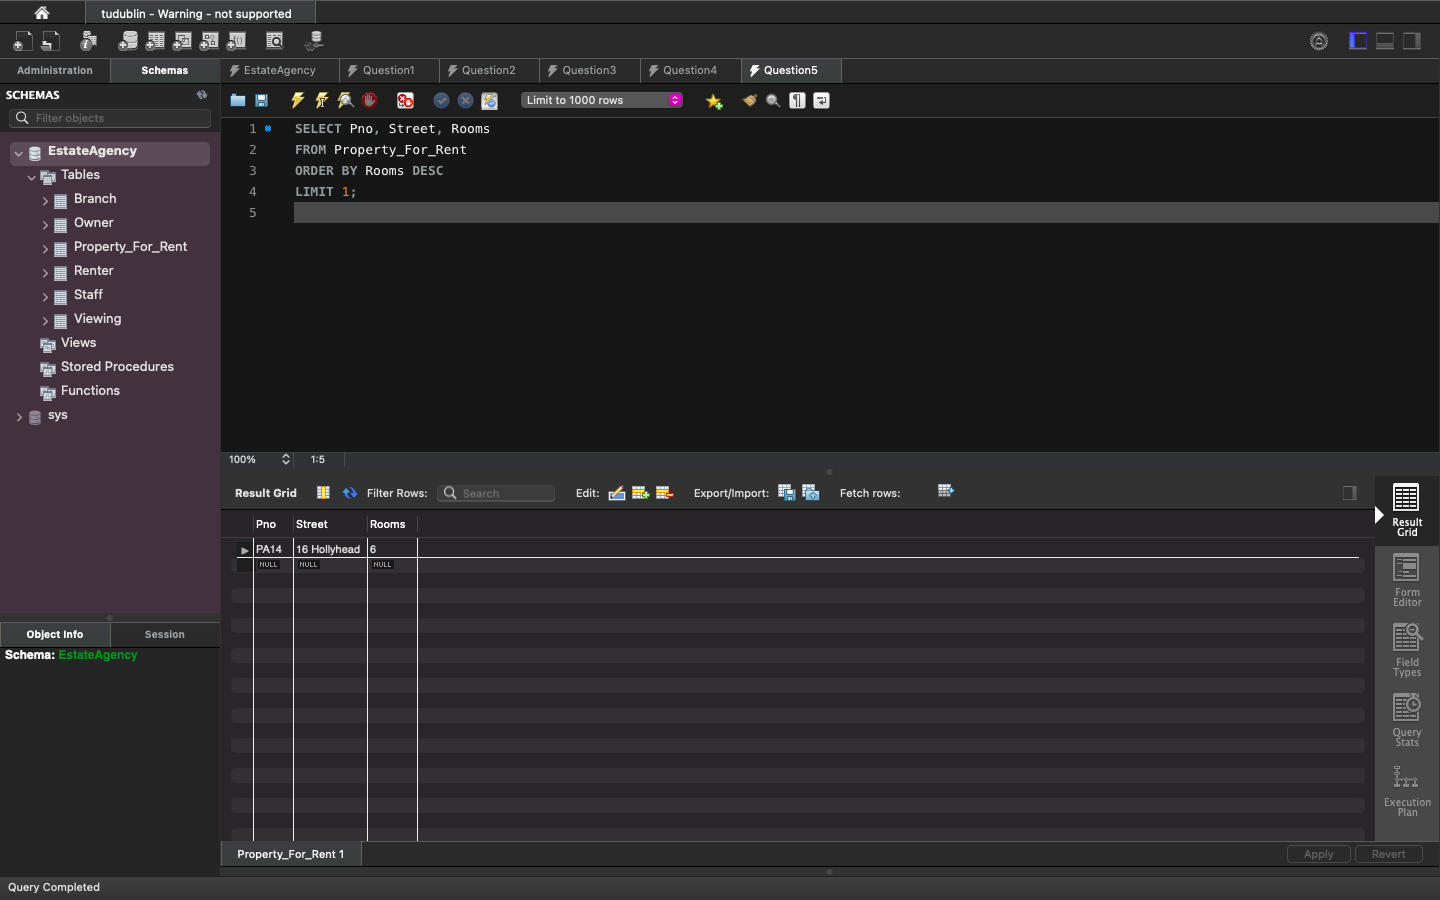 tudublin - Warning - not supported
Administration
Schemas
EstateAgency
Question1
Question2
Question3
Question4
Question5
SCHEMAS
Filter objects
Limit to 1000 rows
EstateAgency
Tables
Branch
Owner
Property_For_Rent
Renter
Staff
Viewing
Views
Stored Procedures
Functions
sys
1 SELECT Pno, Street, Rooms
2 FROM Property_For_Rent
3 ORDER BY Rooms DESC
4 LIMIT 1;
5
100%
1:5
Result Grid
Filter Rows:
Search
Edit:
Export/Import:
Fetch rows:
Pno Street Rooms
PA14 16 Hollyhead 6
NULL NULL NULL
Result
Grid
Form
Editor
Field
Types
Query
Stats
Execution
Plan
Object Info
Session
Schema: EstateAgency
Property_For_Rent 1
Apply
Revert
Query Completed